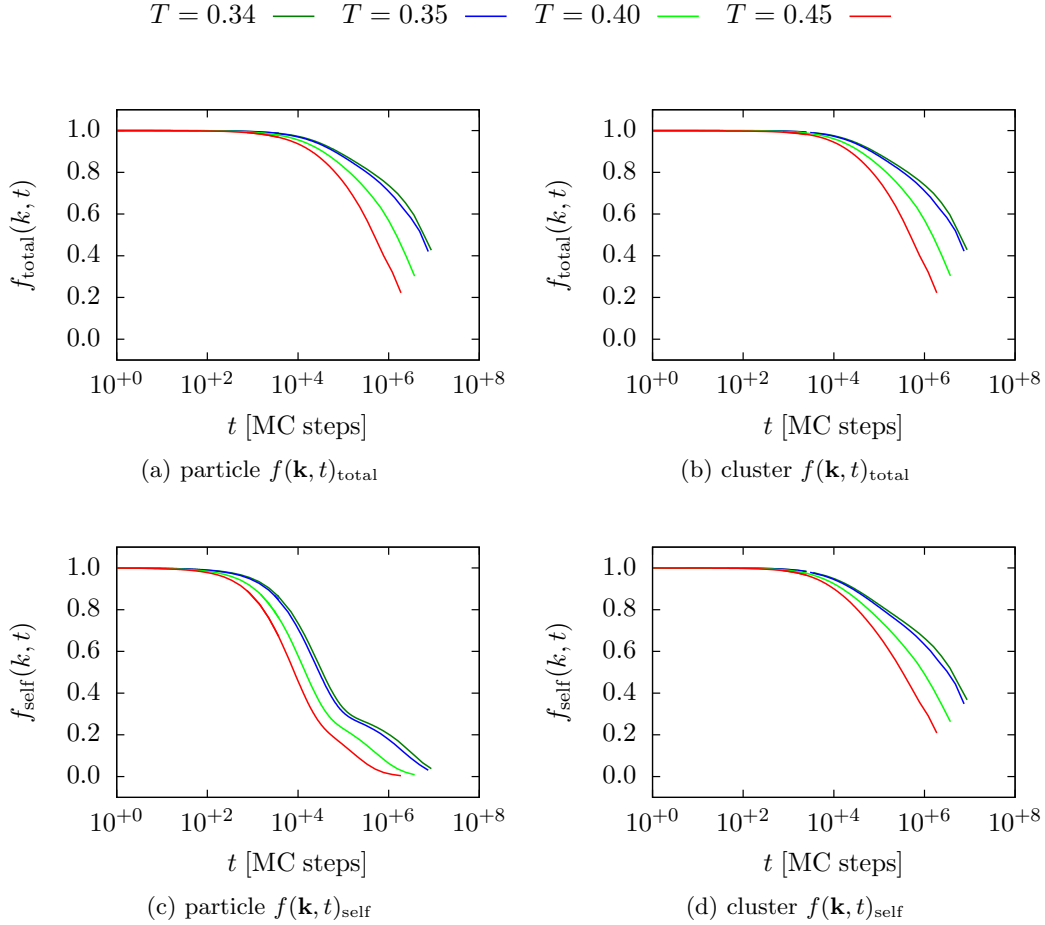 T = 0.34 T = 0.35 T = 0.40 T = 0.45
1.0
0.8
0.6
0.4
0.2
0.0
f_total(k, t)
10^+0 10^+2 10^+4 10^+6 10^+8
t [MC steps]
(a) particle f(k, t)_total
1.0
0.8
0.6
0.4
0.2
0.0
f_total(k, t)
10^+0 10^+2 10^+4 10^+6 10^+8
t [MC steps]
(b) cluster f(k, t)_total
1.0
0.8
0.6
0.4
0.2
0.0
f_self(k, t)
10^+0 10^+2 10^+4 10^+6 10^+8
t [MC steps]
(c) particle f(k, t)_self
1.0
0.8
0.6
0.4
0.2
0.0
f_self(k, t)
10^+0 10^+2 10^+4 10^+6 10^+8
t [MC steps]
(d) cluster f(k, t)_self